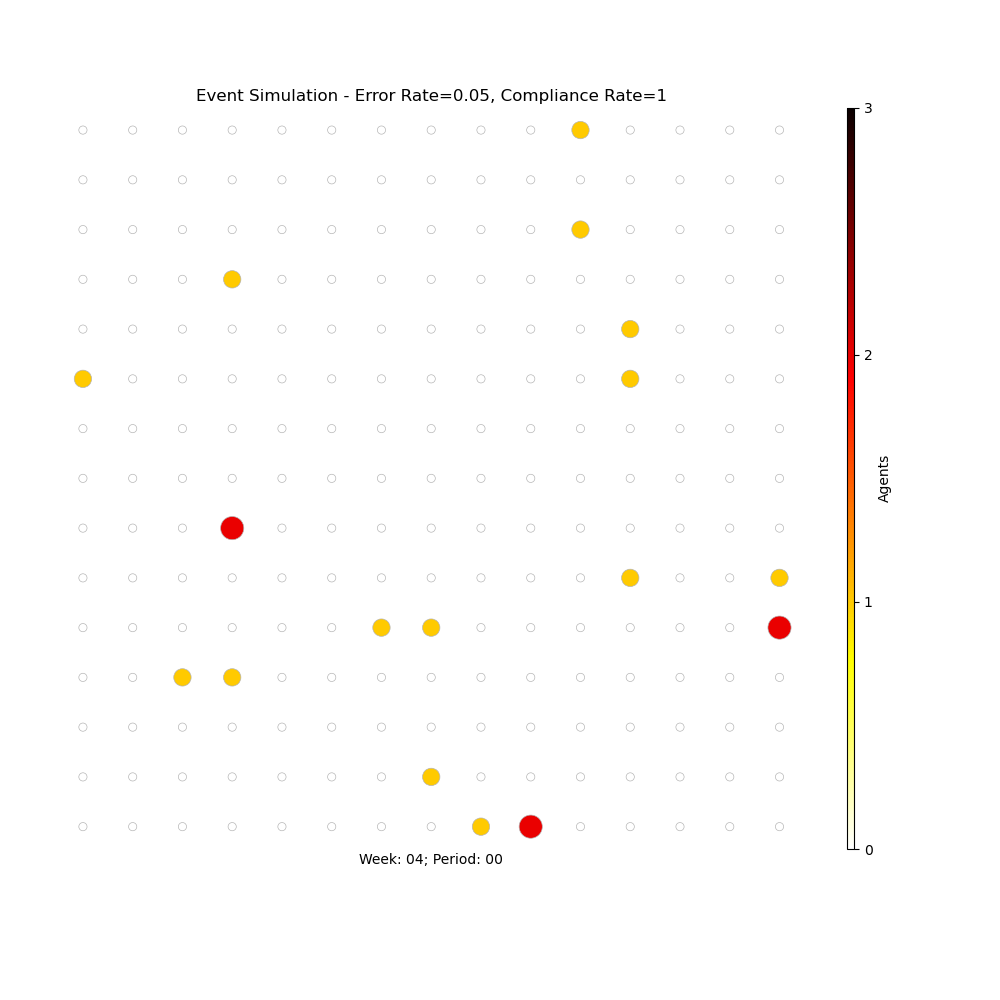 Event Simulation - Error Rate=0.05, Compliance Rate=1
3
2
Agents
1
0
Week: 04; Period: 00